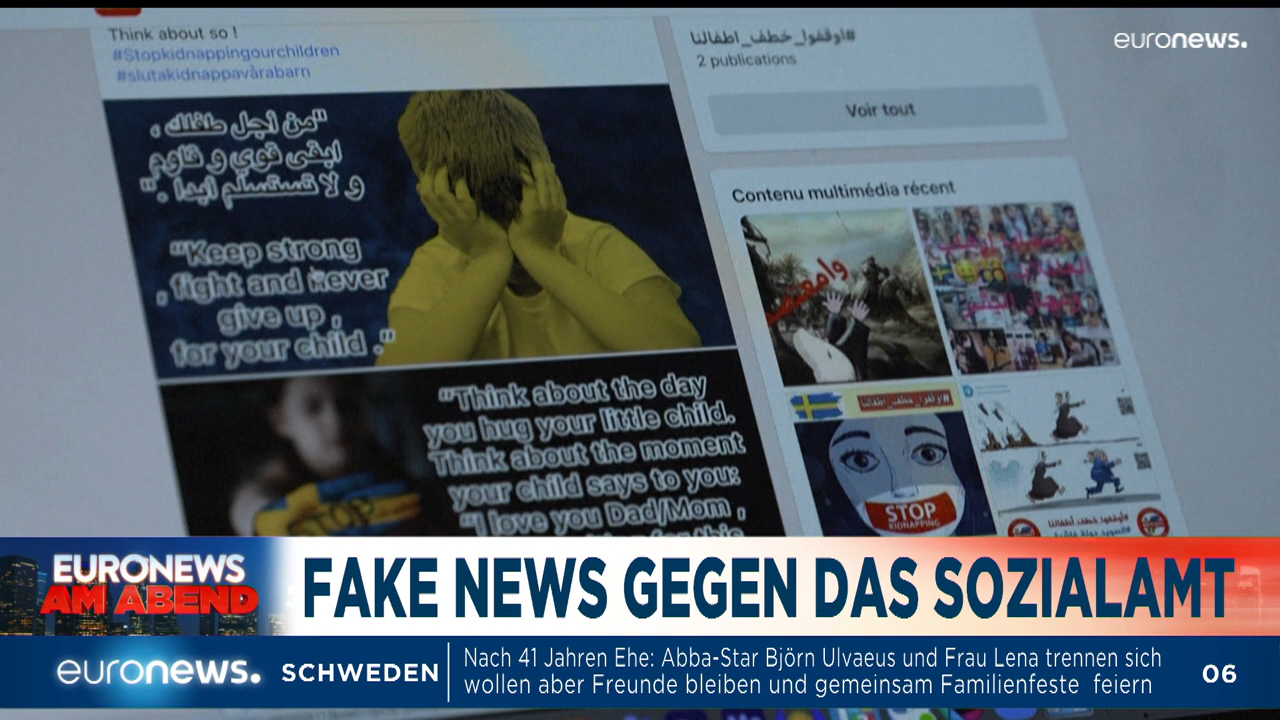 Think about so !
#Stopkidnappingourchildren
#slutakidnappavårabarn
"من أجل طفلك ,
ابقى قوي و قاوم
و لا تستسلم ابدا ."
"Keep strong
, fight and never
give up ,
for your child ."
"Think about the day
you hug your little child.
Think about the moment
your child says to you:
"I love you Dad/Mom ,
STOP
#اوقفوا_خطف_اطفالنا
2 publications
Voir tout
Contenu multimédia récent
#اوقفوا_خطف_اطفالنا
STOP
KIDNAPPING
euronews.
EURONEWS
AM ABEND
FAKE NEWS GEGEN DAS SOZIALAMT
euronews.
SCHWEDEN
Nach 41 Jahren Ehe: Abba-Star Björn Ulvaeus und Frau Lena trennen sich
wollen aber Freunde bleiben und gemeinsam Familienfeste feiern
06